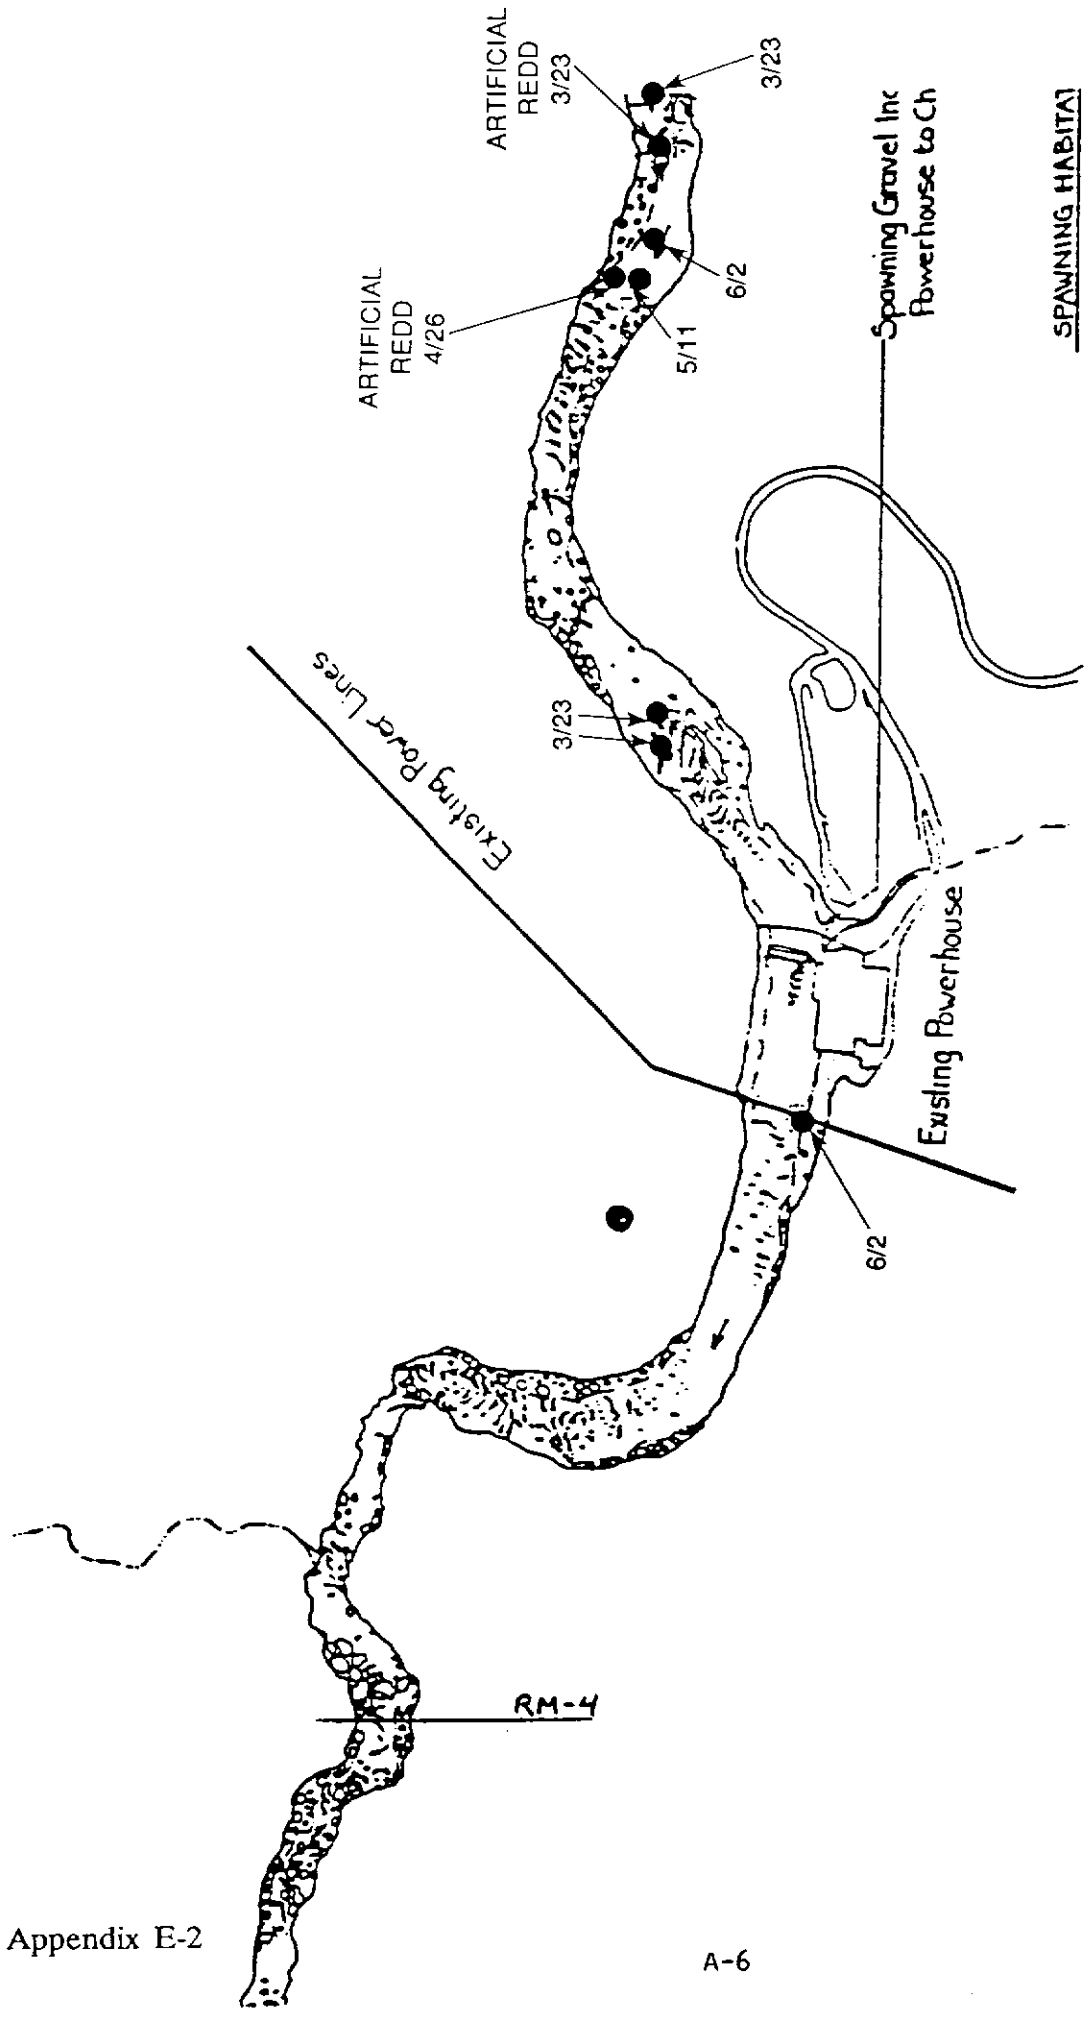 ARTIFICIAL
REDD
3/23
3/23
ARTIFICIAL
REDD
4/26
6/2
5/11
Spawning Gravel Inc
Powerhouse to Ch
SPAWNING HABITAT
Existing Power Lines
3/23
Existing Powerhouse
6/2
RM-4
Appendix E-2
A-6